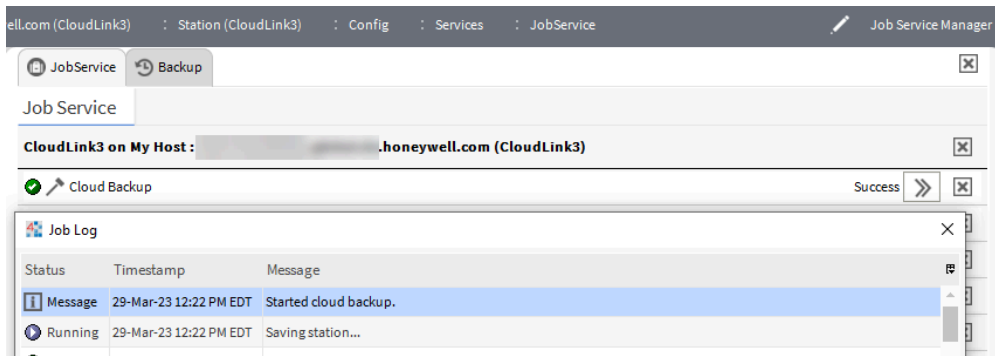 ell.com (CloudLink3) : Station (CloudLink3) : Config : Services : JobService Job Service Manager
JobService Backup
Job Service
CloudLink3 on My Host : .honeywell.com (CloudLink3)
Cloud Backup Success
Job Log
Status Timestamp Message
Message 29-Mar-23 12:22 PM EDT Started cloud backup.
Running 29-Mar-23 12:22 PM EDT Saving station...